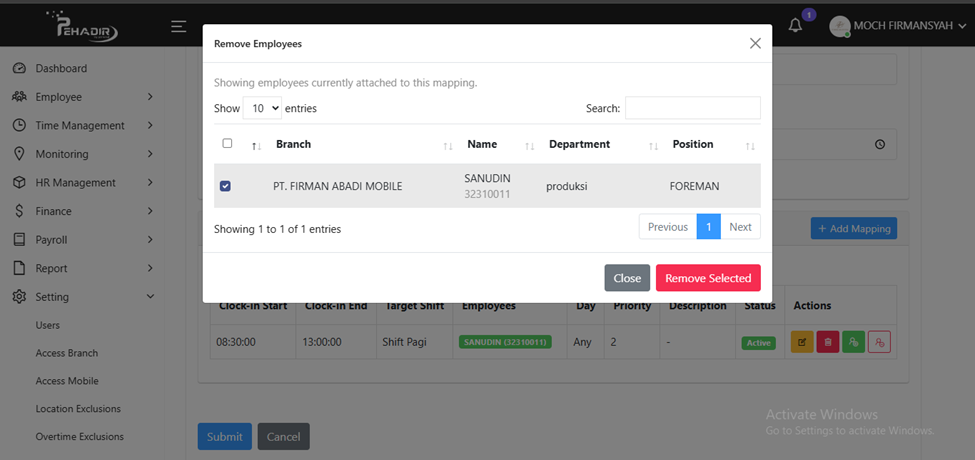 PEHADIR
Remove Employees
1
MOCH FIRMANSYAH
Showing employees currently attached to this mapping.
Show 10 entries
Search:
Branch Name Department Position
PT. FIRMAN ABADI MOBILE SANUDIN 32310011 produksi FOREMAN
Showing 1 to 1 of 1 entries
Previous 1 Next
Close Remove Selected
Dashboard
Employee
Time Management
Monitoring
HR Management
Finance
Payroll
Report
Setting
Users
Access Branch
Access Mobile
Location Exclusions
Overtime Exclusions
+ Add Mapping
Clock-in Start Clock-in End Target Shift Employees Day Priority Description Status Actions
08:30:00 13:00:00 Shift Pagi SANUDIN (32310011) Any 2 - Active
Submit Cancel
Activate Windows
Go to Settings to activate Windows.